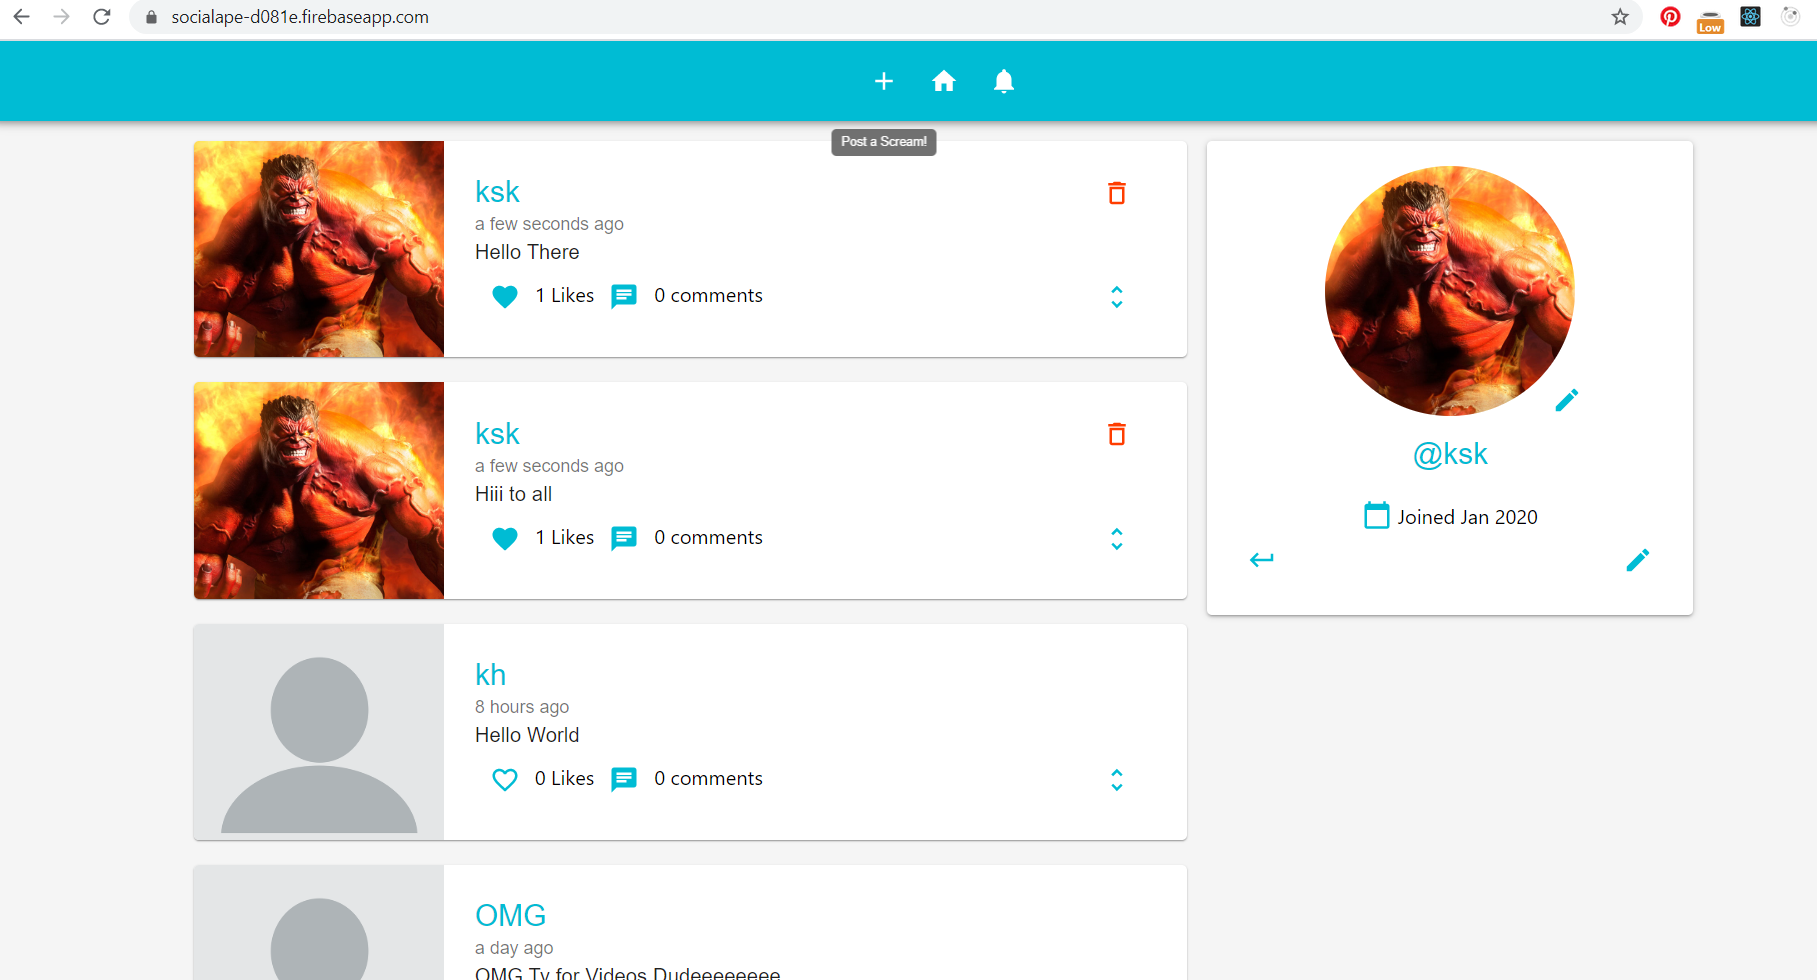 socialape-d081e.firebaseapp.com
Low
Post a Scream!
ksk
a few seconds ago
Hello There
1 Likes 0 comments
ksk
a few seconds ago
Hiii to all
1 Likes 0 comments
kh
8 hours ago
Hello World
0 Likes 0 comments
OMG
a day ago
OMG Ty for Videos Dudeeeeeeee
@ksk
Joined Jan 2020